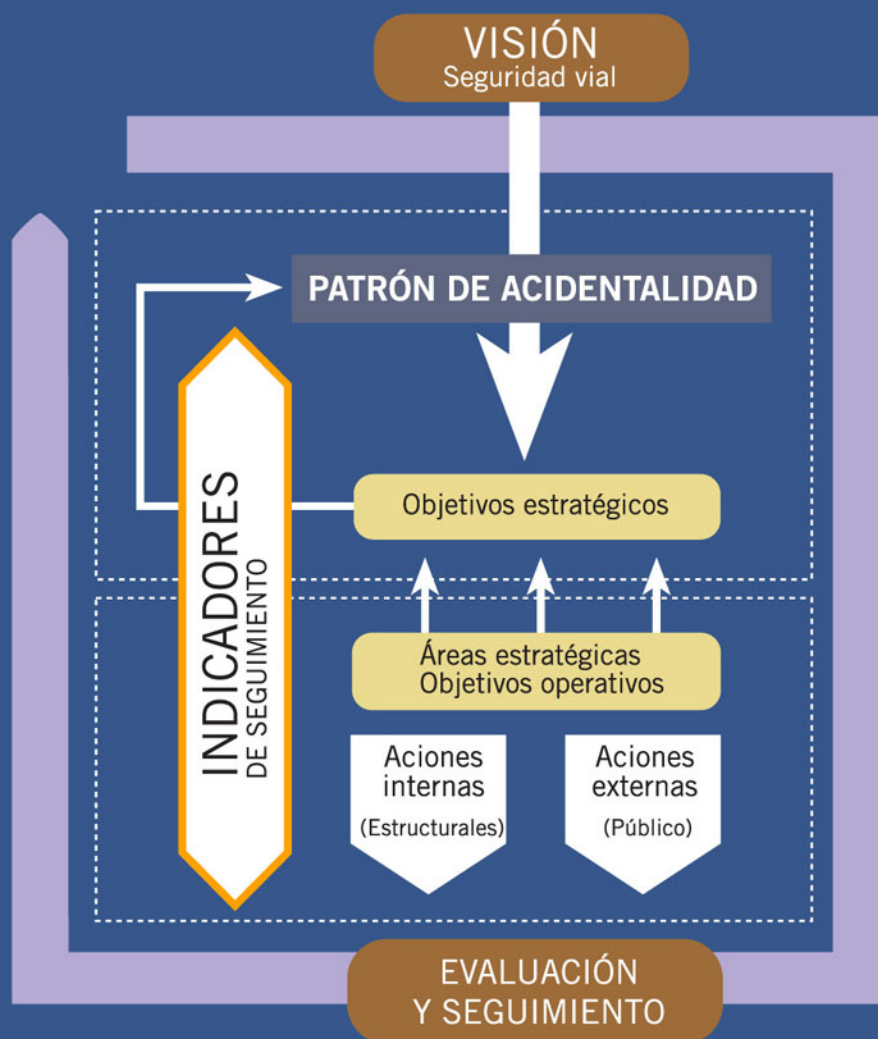 VISIÓN
Seguridad vial
PATRÓN DE ACIDENTALIDAD
Objetivos estratégicos
INDICADORES
DE SEGUIMIENTO
Áreas estratégicas
Objetivos operativos
Aciones
internas
(Estructurales)
Aciones
externas
(Público)
EVALUACIÓN
Y SEGUIMIENTO